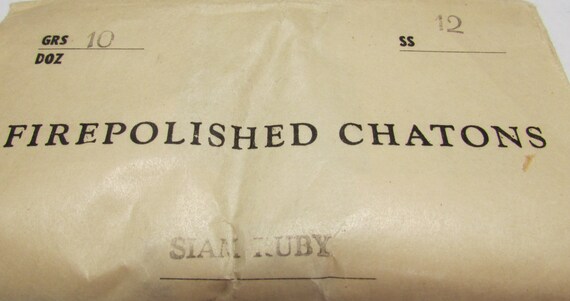 GRS 10 SS 12
DOZ
FIREPOLISHED CHATONS
SIAM RUBY